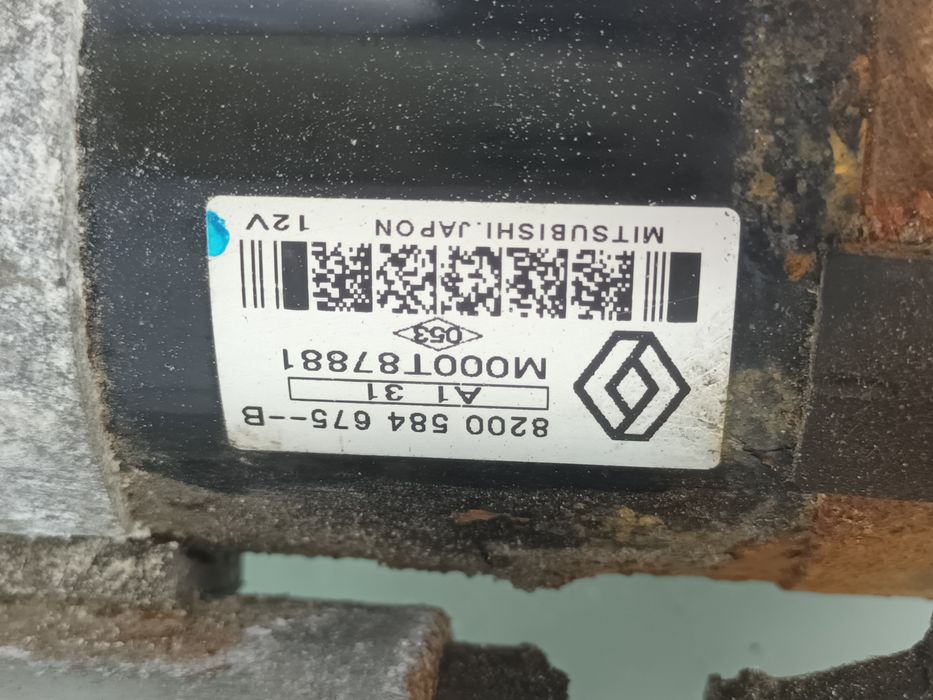 8200 584 675--B
A1 31
M000T87881
053
MITSUBISHI.JAPON 12V